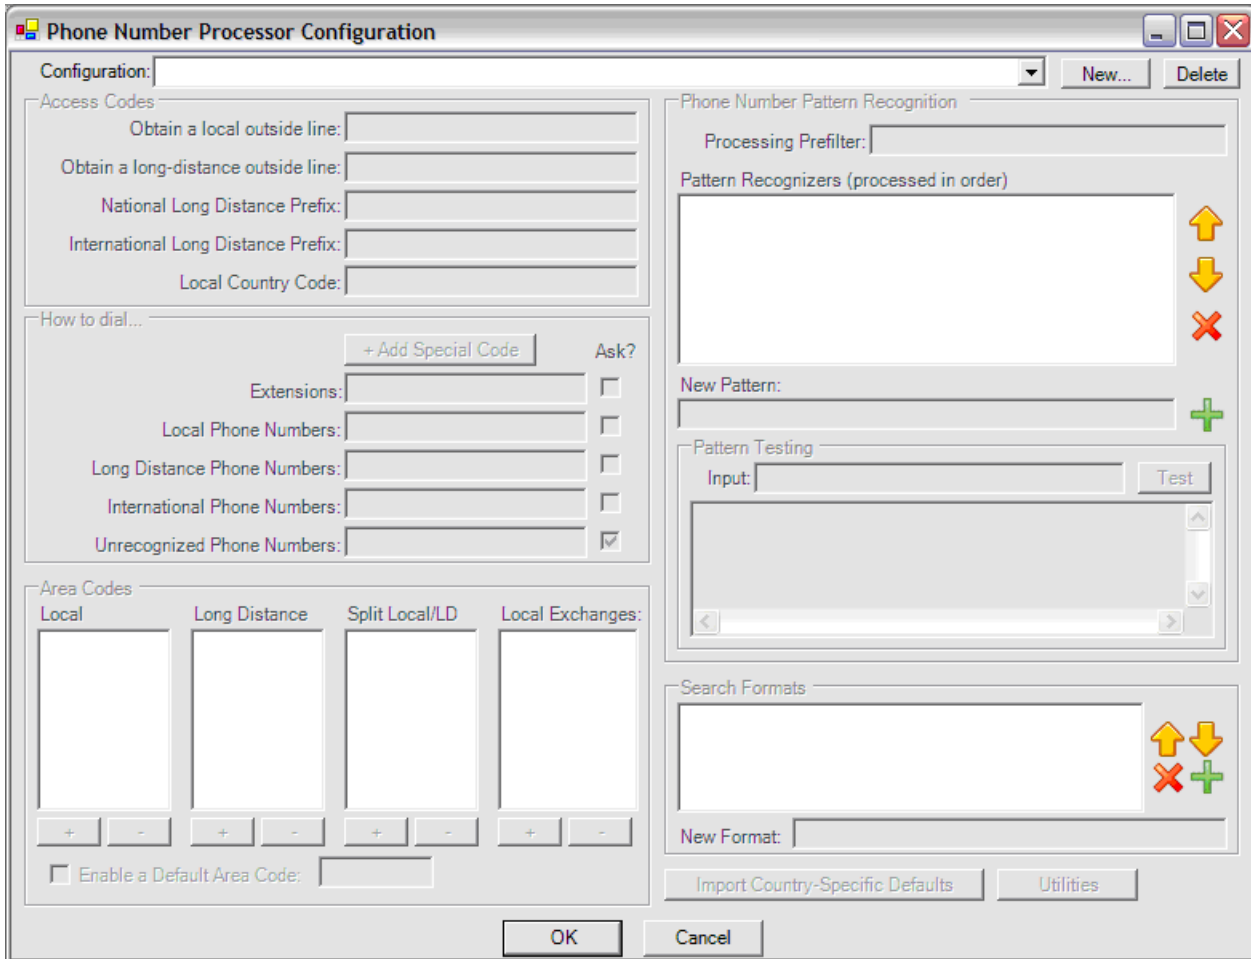 Phone Number Processor Configuration
Configuration:
New...
Delete
Access Codes
Obtain a local outside line:
Obtain a long-distance outside line:
National Long Distance Prefix:
International Long Distance Prefix:
Local Country Code:
How to dial...
+ Add Special Code
Ask?
Extensions:
Local Phone Numbers:
Long Distance Phone Numbers:
International Phone Numbers:
Unrecognized Phone Numbers:
Area Codes
Local
Long Distance
Split Local/LD
Local Exchanges:
+ - + - + - + -
Enable a Default Area Code:
Phone Number Pattern Recognition
Processing Prefilter:
Pattern Recognizers (processed in order)
New Pattern:
Pattern Testing
Input:
Test
Search Formats
New Format:
Import Country-Specific Defaults
Utilities
OK
Cancel